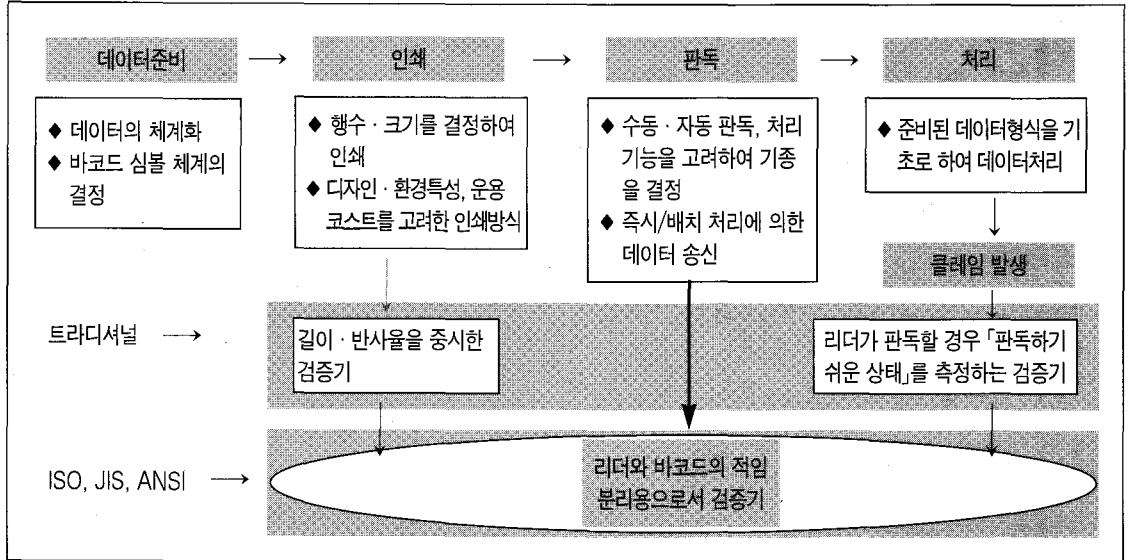 데이터준비 → 인쇄 → 판독 → 처리
◆ 데이터의 체계화
◆ 바코드 심볼 체계의
결정
◆ 행수 · 크기를 결정하여
인쇄
◆ 디자인 · 환경특성, 운용
코스트를 고려한 인쇄방식
◆ 수동 · 자동 판독, 처리
기능을 고려하여 기종
을 결정
◆ 즉시/배치 처리에 의한
데이터 송신
◆ 준비된 데이터형식을 기
초로 하여 데이터처리
클레임 발생
트라디셔널 →
길이 · 반사율을 중시한
검증기
리더가 판독할 경우 「판독하기
쉬운 상태」를 측정하는 검증기
ISO, JIS, ANSI →
리더와 바코드의 적임
분리용으로서 검증기